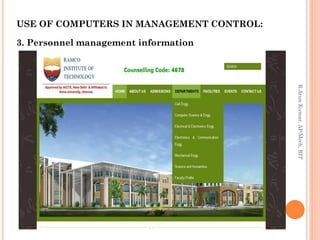 USE OF COMPUTERS IN MANAGEMENT CONTROL:
3. Personnel management information
RAMCO
INSTITUTE OF
TECHNOLOGY
Approved by AICTE, New Delhi & Affiliated to
Anna university, chennai.
Counselling Code: 4678
SEARCH
HOME ABOUT US ADMISSIONS DEPARTMENTS FACILITIES EVENTS CONTACT US
Civil Engg.
Computer Science & Engg.
Electrical & Electronics Engg.
Electronics & Communication
Engg.
Mechanical Engg.
Science and Humanities
Faculty Profile
R.Arun Kumar, AP/Mech, RIT